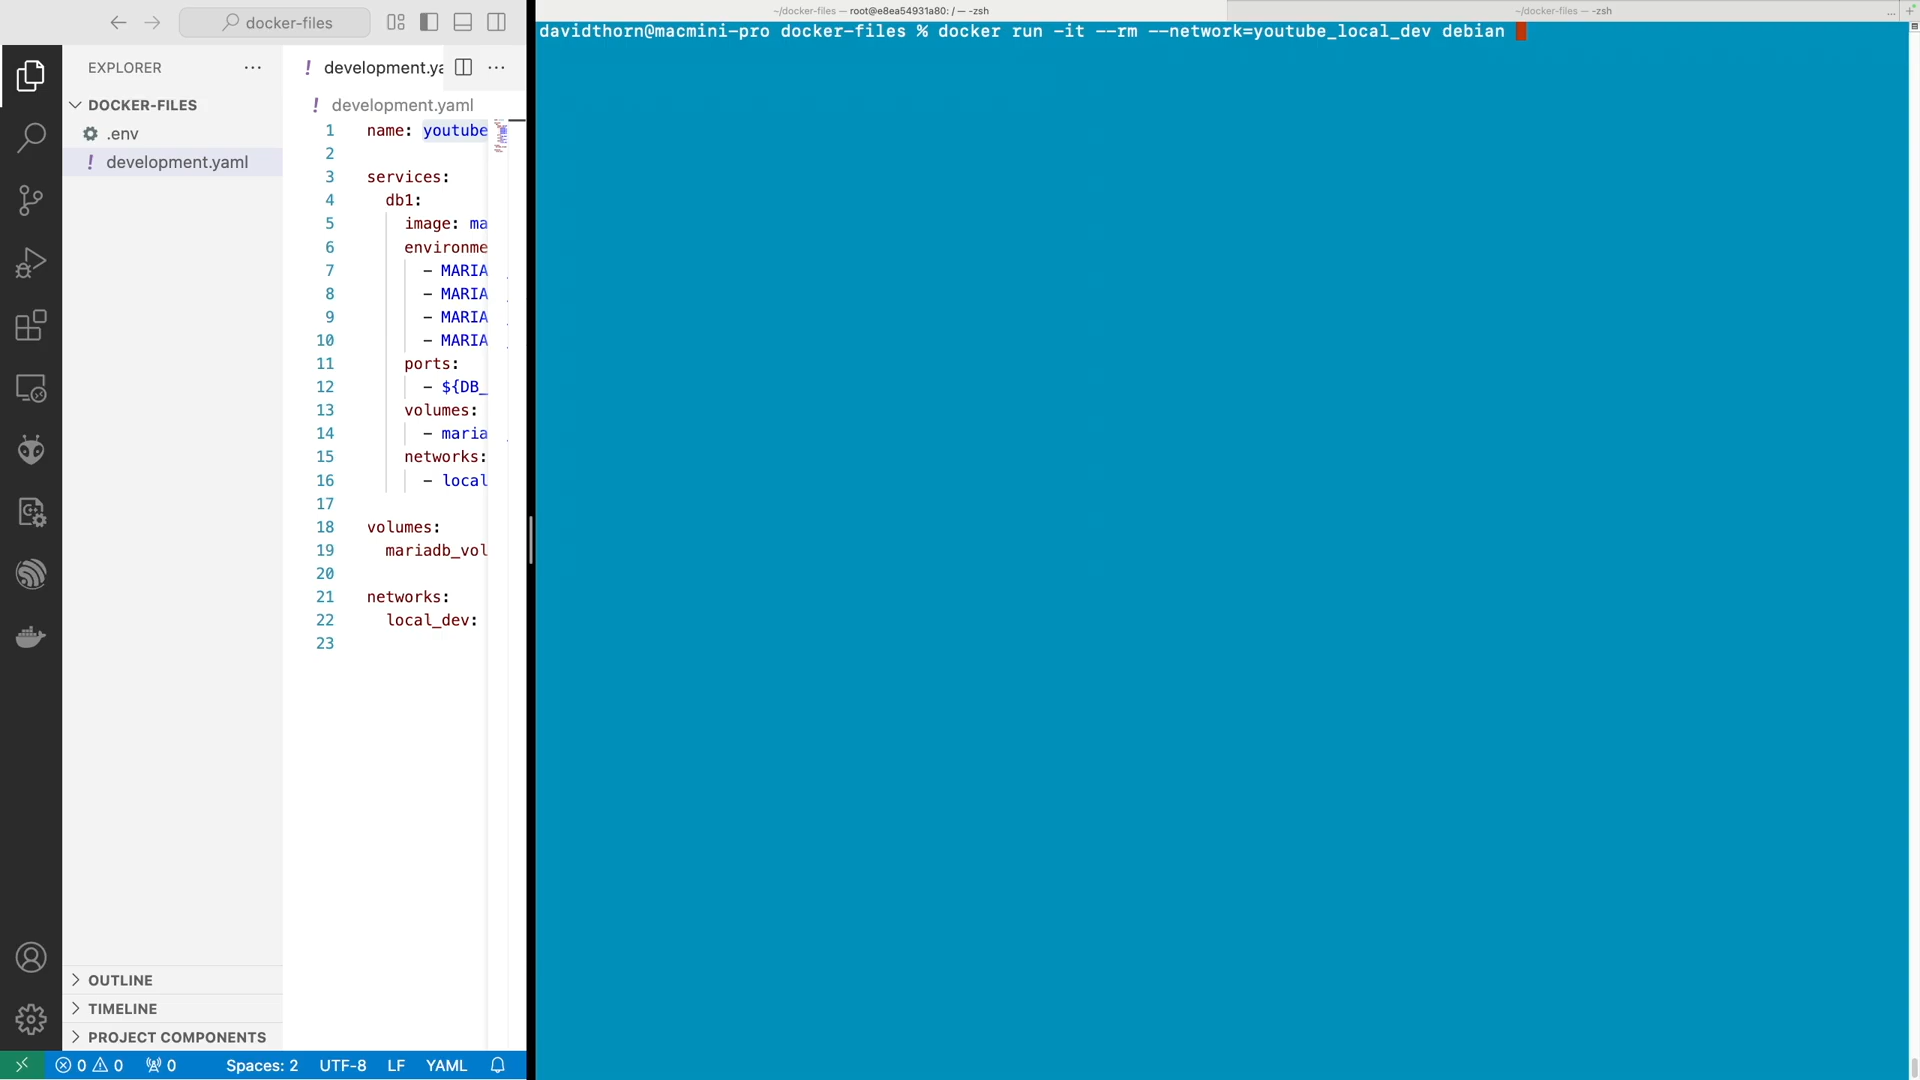 docker-files
~/docker-files — root@e8ea54931a80: / — -zsh
~/docker-files — -zsh
...
davidthorn@macmini-pro docker-files % docker run -it --rm --network=youtube_local_dev debian
EXPLORER
DOCKER-FILES
.env
! development.yaml
! development.ya
! development.yaml
1 name: youtube
2
3 services:
4 db1:
5 image: ma
6 environme
7 - MARIA
8 - MARIA
9 - MARIA
10 - MARIA
11 ports:
12 - ${DB_
13 volumes:
14 - maria
15 networks:
16 - local
17
18 volumes:
19 mariadb_vol
20
21 networks:
22 local_dev:
23
OUTLINE
TIMELINE
PROJECT COMPONENTS
0 0 0 Spaces: 2 UTF-8 LF YAML